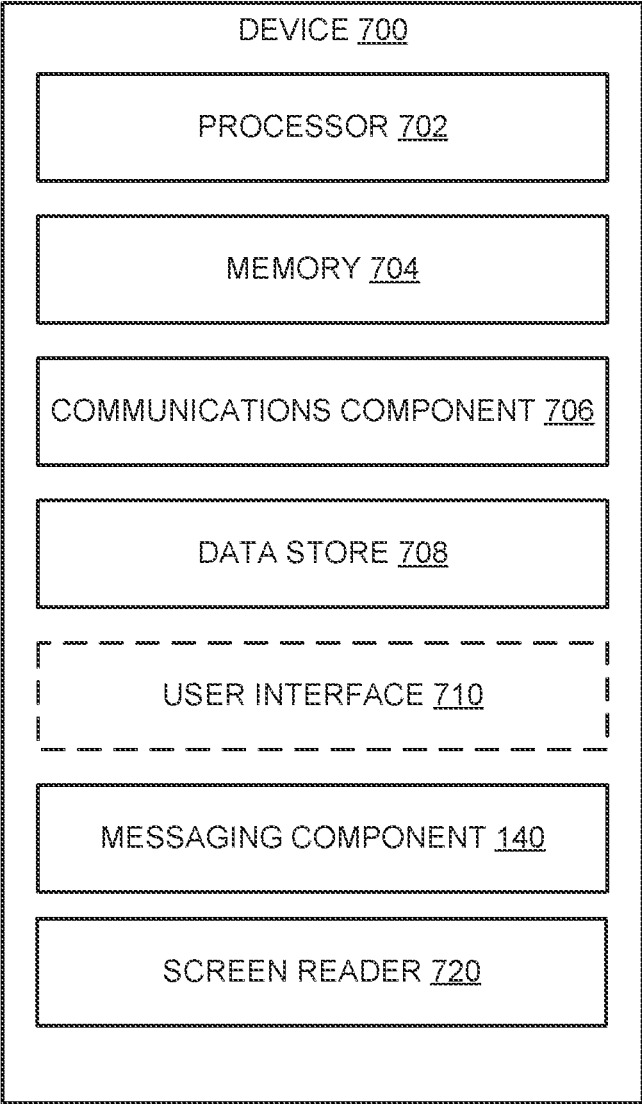 DEVICE 700
PROCESSOR 702
MEMORY 704
COMMUNICATIONS COMPONENT 706
DATA STORE 708
USER INTERFACE 710
MESSAGING COMPONENT 140
SCREEN READER 720